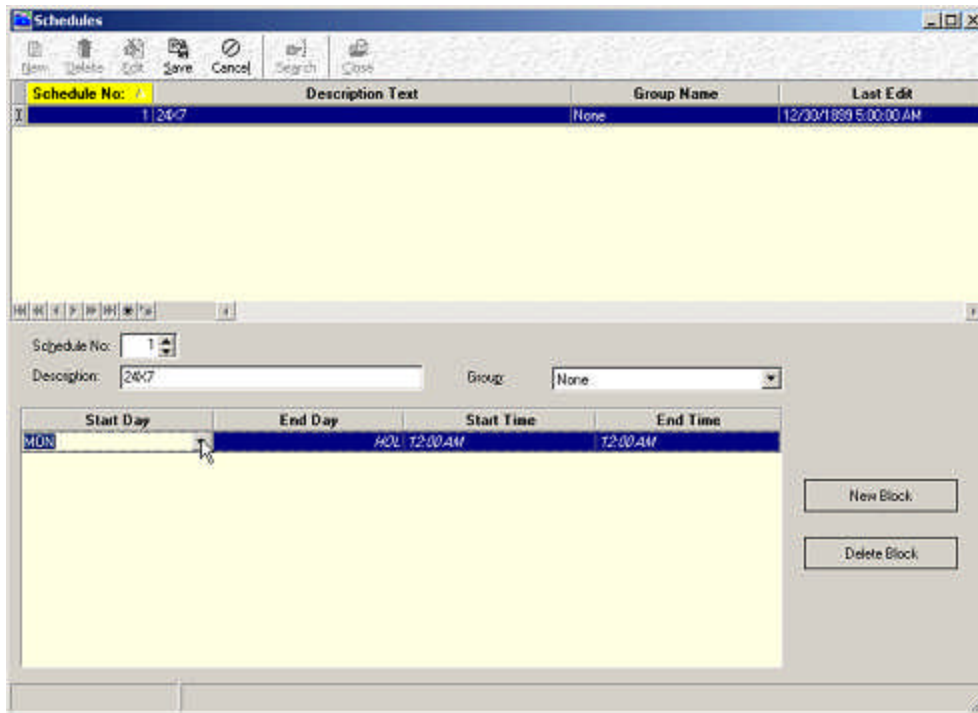 Schedules
New Delete Edit Save Cancel Search Close
Schedule No: Description Text Group Name Last Edit
1 24X7 None 12/30/1899 5:00:00 AM
Schedule No: 1
Description: 24X7 Group: None
Start Day End Day Start Time End Time
MON HOL 12:00 AM 12:00 AM
New Block
Delete Block